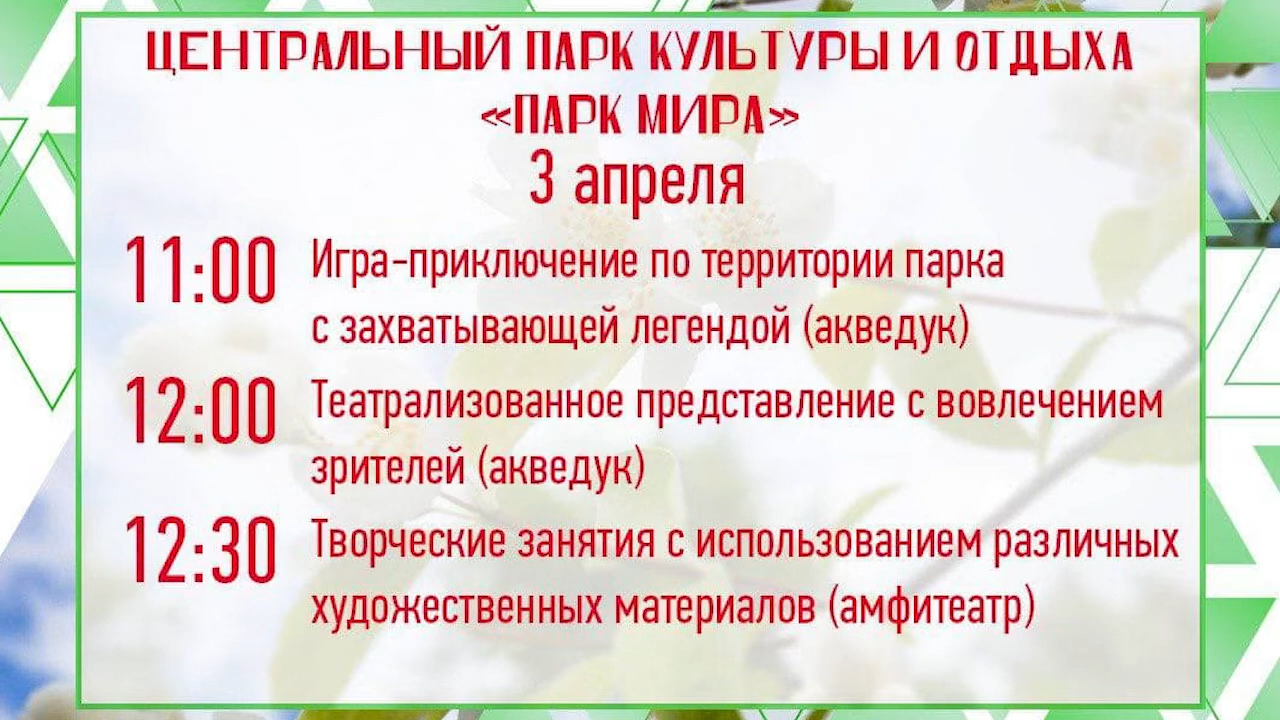 ЦЕНТРАЛЬНЫЙ ПАРК КУЛЬТУРЫ И ОТДЫХА
«ПАРК МИРА»
3 апреля
11:00 Игра-приключение по территории парка
с захватывающей легендой (акведук)
12:00 Театрализованное представление с вовлечением
зрителей (акведук)
12:30 Творческие занятия с использованием различных
художественных материалов (амфитеатр)